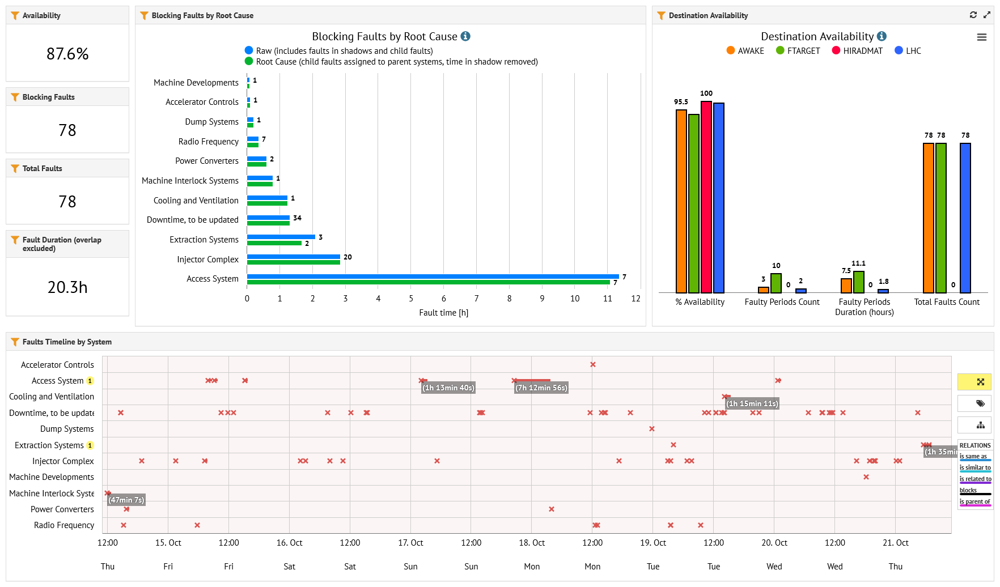 Availability
87.6%
Blocking Faults
78
Total Faults
78
Fault Duration (overlap
excluded)
20.3h
Blocking Faults by Root Cause
Blocking Faults by Root Cause
Raw (includes faults in shadows and child faults)
Root Cause (child faults assigned to parent systems, time in shadow removed)
Machine Developments 1
Accelerator Controls 1
Dump Systems 1
Radio Frequency 7
Power Converters 2
Machine Interlock Systems 1
Cooling and Ventilation 1
Downtime, to be updated 34
Extraction Systems 3
2
Injector Complex 20
Access System 7
7
0 1 2 3 4 5 6 7 8 9 10 11 12
Fault time [h]
Destination Availability
Destination Availability
AWAKE FTARGET HIRADMAT LHC
95.5 100
3 10 0 2
7.5 11.1 0 1.8
78 78 0 78
% Availability Faulty Periods Count Faulty Periods
Duration (hours) Total Faults Count
Faults Timeline by System
Accelerator Controls
Access System 1
(1h 13min 40s) (7h 12min 56s)
Cooling and Ventilation
(1h 15min 11s)
Downtime, to be update
Dump Systems
Extraction Systems 1
(1h 35min
Injector Complex
Machine Developments
Machine Interlock Syste
(47min 7s)
Power Converters
Radio Frequency
12:00 15. Oct 12:00 16. Oct 12:00 17. Oct 12:00 18. Oct 12:00 19. Oct 12:00 20. Oct 12:00 21. Oct
Thu Fri Fri Sat Sat Sun Sun Mon Mon Tue Tue Wed Wed Thu
RELATIONS
is same as
is similar to
is related to
blocks
is parent of